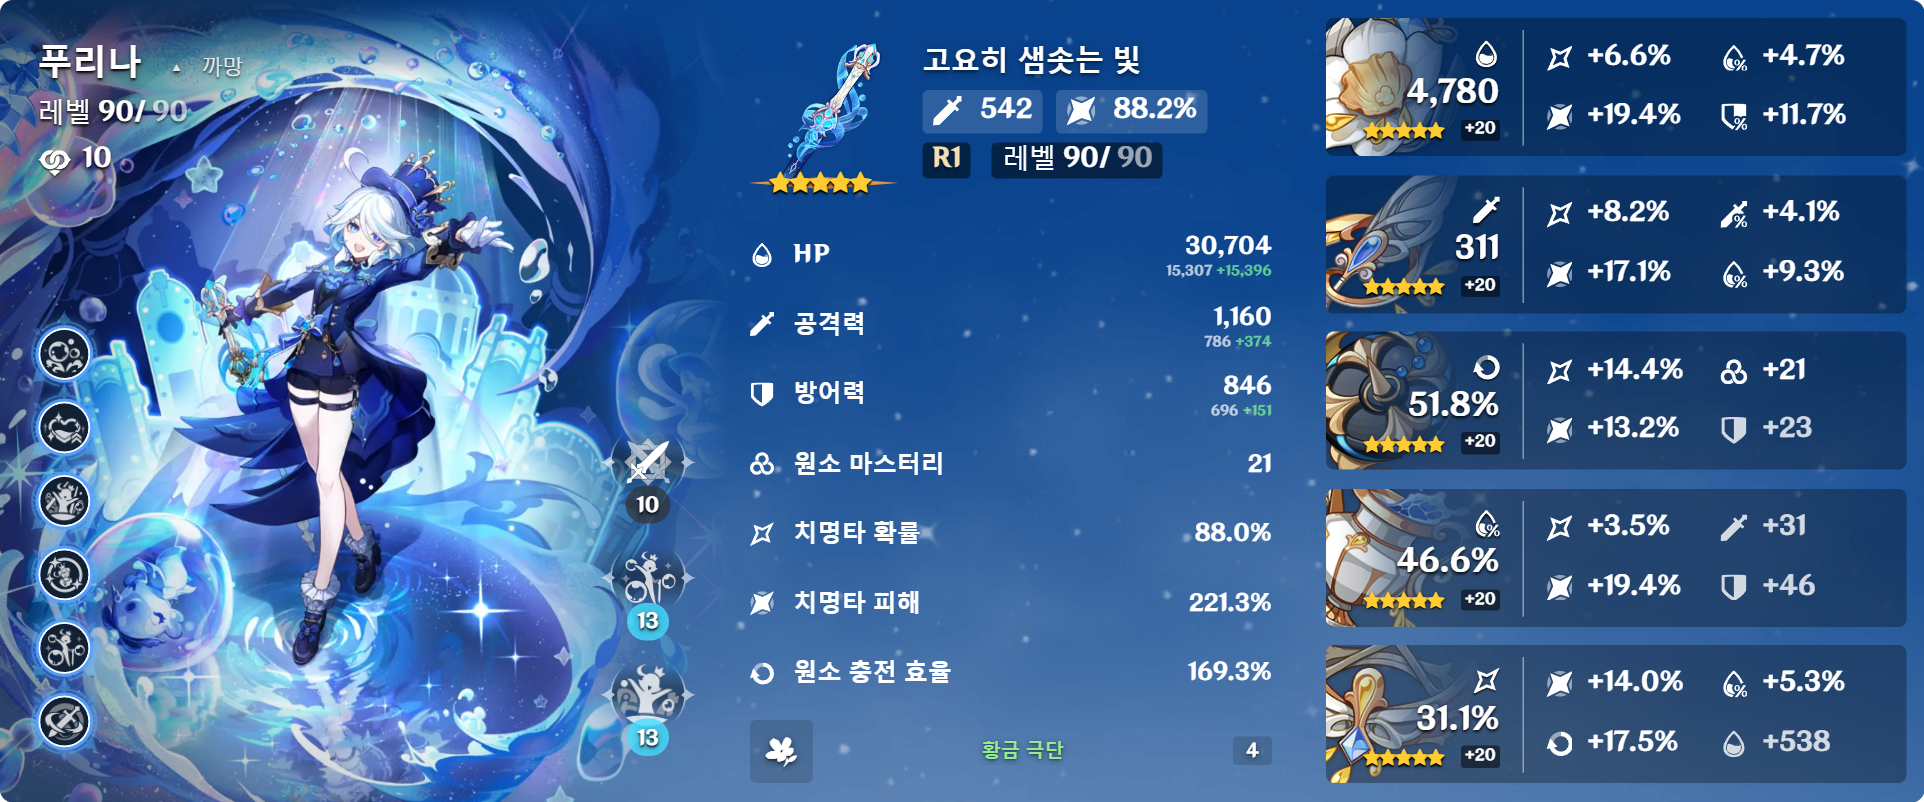 푸리나 ▲ 까망
레벨 90/ 90
10
10
13
13
고요히 샘솟는 빛
542 88.2%
R1 레벨 90/ 90
HP 30,704
15,307 +15,396
공격력 1,160
786 +374
방어력 846
696 +151
원소 마스터리 21
치명타 확률 88.0%
치명타 피해 221.3%
원소 충전 효율 169.3%
황금 극단 4
+6.6% +4.7%
4,780
+19.4% +11.7%
+20
+8.2% +4.1%
311
+17.1% +9.3%
+20
+14.4% +21
51.8%
+13.2% +23
+20
+3.5% +31
46.6%
+19.4% +46
+20
+14.0% +5.3%
31.1%
+17.5% +538
+20